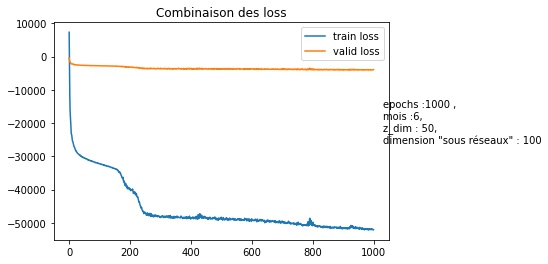 Combinaison des loss
10000
0
−10000
−20000
−30000
−40000
−50000
0
200
400
600
800
1000
train loss
valid loss
epochs :1000 ,
mois :6,
z_dim : 50,
dimension "sous réseaux" : 100